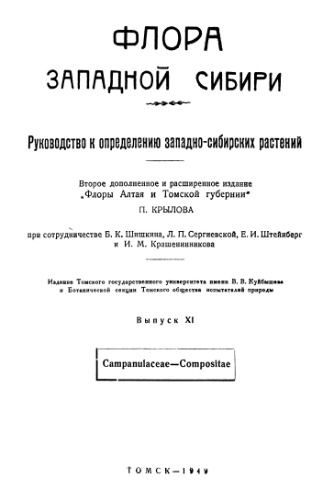 ФЛОРА
ЗАПАДНОЙ СИБИРИ
Руководство к определению западно-сибирских растений
Второе дополненное и расширенное издание
„Флоры Алтая и Томской губернии“
П. КРЫЛОВА
при сотрудничестве Б. К. Шишкина, Л. П. Сергиевской, Е. И. Штейнберг
и И. М. Крашенинникова
Издание Томского государственного университета имени В. В. Куйбышева
и Ботанической секции Томского общества испытателей природы
Выпуск XI
Campanulaceae—Compositae
ТОМСК—1949